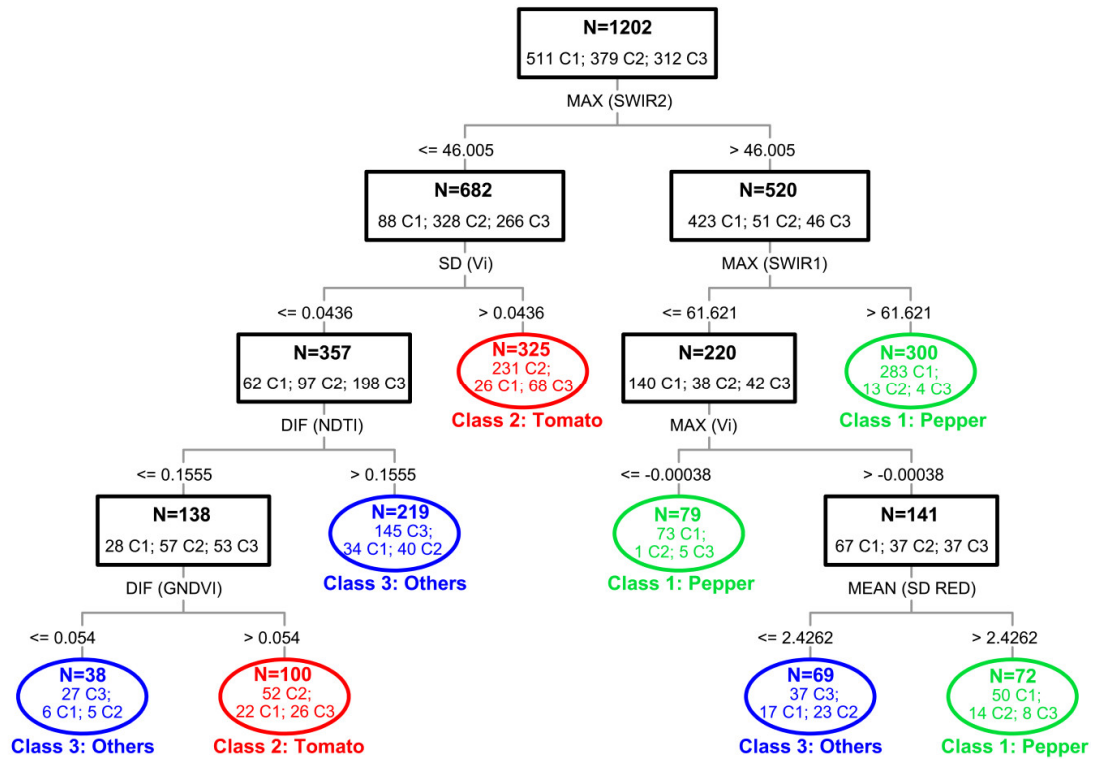 N=1202
511 C1; 379 C2; 312 C3
MAX (SWIR2)
<= 46.005
> 46.005
N=682
88 C1; 328 C2; 266 C3
SD (Vi)
N=520
423 C1; 51 C2; 46 C3
MAX (SWIR1)
<= 0.0436
> 0.0436
<= 61.621
> 61.621
N=357
62 C1; 97 C2; 198 C3
DIF (NDTI)
N=325
231 C2;
26 C1; 68 C3
Class 2: Tomato
N=220
140 C1; 38 C2; 42 C3
MAX (Vi)
N=300
283 C1;
13 C2; 4 C3
Class 1: Pepper
<= 0.1555
> 0.1555
<= -0.00038
> -0.00038
N=138
28 C1; 57 C2; 53 C3
DIF (GNDVI)
N=219
145 C3;
34 C1; 40 C2
Class 3: Others
N=79
73 C1;
1 C2; 5 C3
Class 1: Pepper
N=141
67 C1; 37 C2; 37 C3
MEAN (SD RED)
<= 0.054
> 0.054
<= 2.4262
> 2.4262
N=38
27 C3;
6 C1; 5 C2
Class 3: Others
N=100
52 C2;
22 C1; 26 C3
Class 2: Tomato
N=69
37 C3;
17 C1; 23 C2
Class 3: Others
N=72
50 C1;
14 C2; 8 C3
Class 1: Pepper